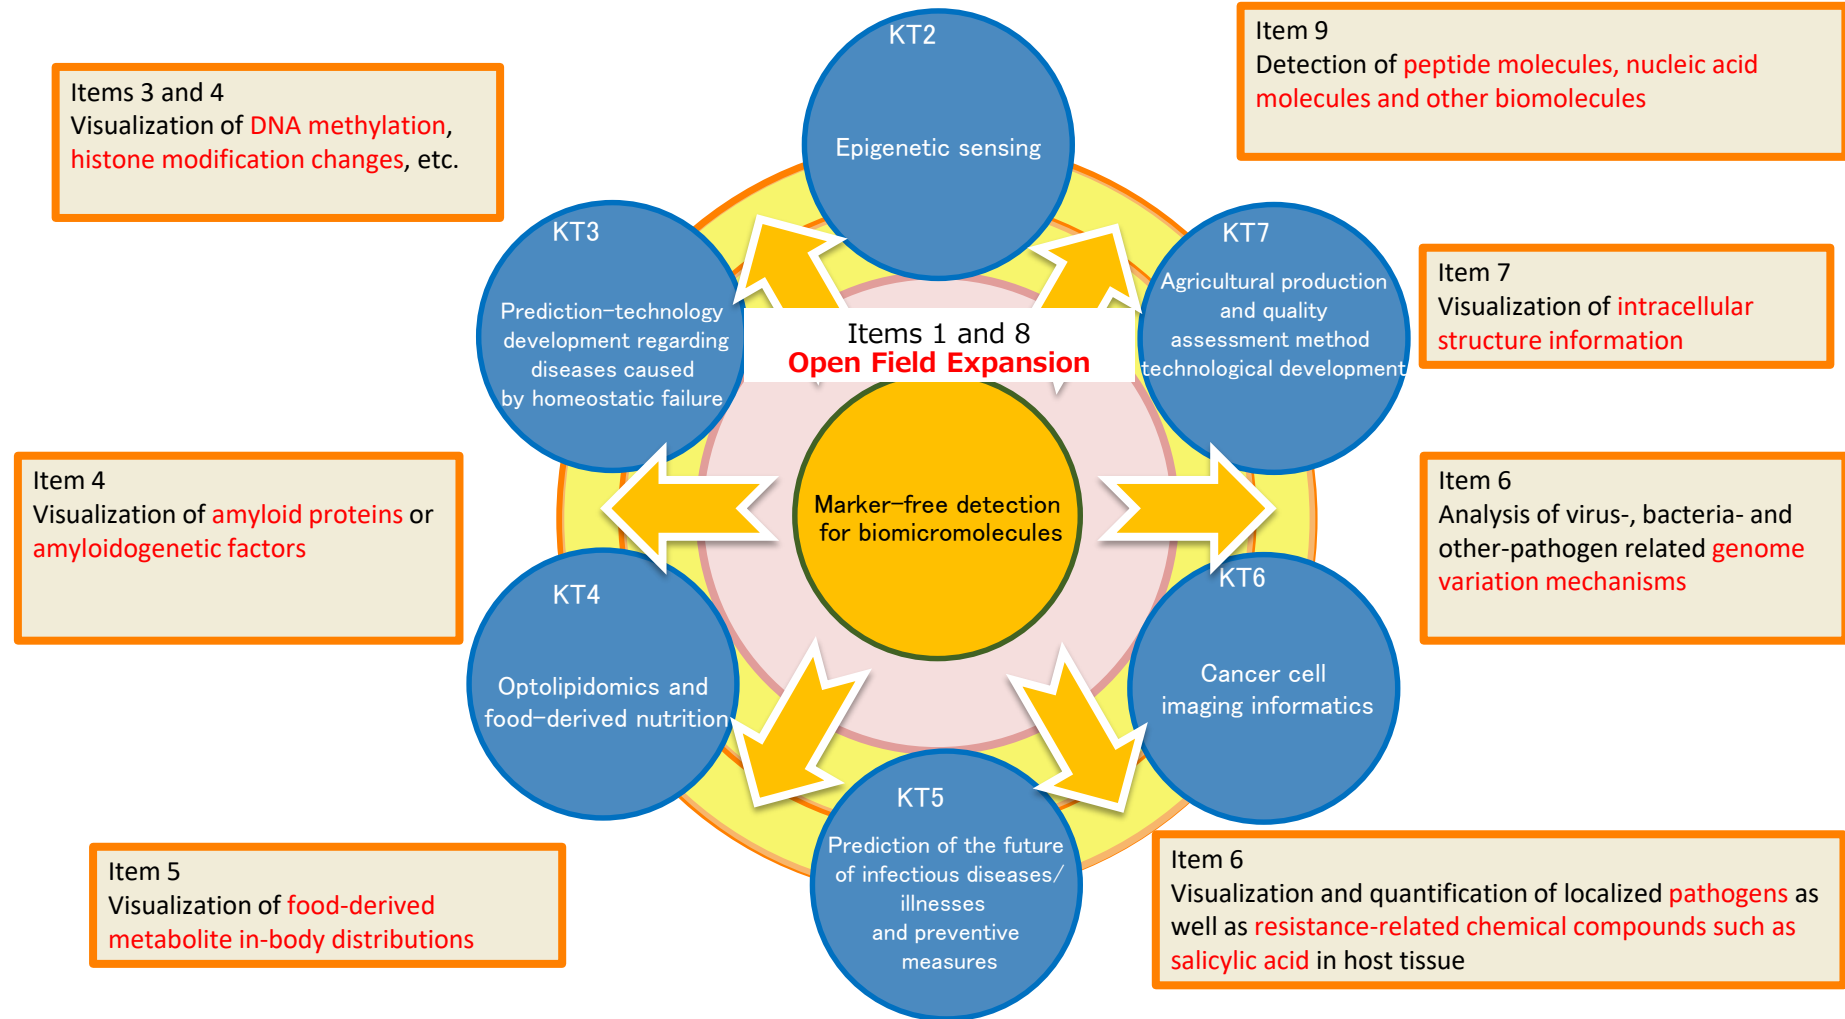 KT2
Epigenetic sensing
Item 9
Detection of peptide molecules, nucleic acid
molecules and other biomolecules
Items 3 and 4
Visualization of DNA methylation,
histone modification changes, etc.
KT3
Prediction-technology
development regarding
diseases caused
by homeostatic failure
KT7
Agricultural production
and quality
assessment method
technological development
Item 7
Visualization of intracellular
structure information
Items 1 and 8
Open Field Expansion
Marker-free detection
for biomicromolecules
Item 4
Visualization of amyloid proteins or
amyloidogenetic factors
Item 6
Analysis of virus-, bacteria- and
other-pathogen related genome
variation mechanisms
KT4
Optolipidomics and
food-derived nutrition
KT6
Cancer cell
imaging informatics
KT5
Prediction of the future
of infectious diseases/
illnesses
and preventive
measures
Item 5
Visualization of food-derived
metabolite in-body distributions
Item 6
Visualization and quantification of localized pathogens as
well as resistance-related chemical compounds such as
salicylic acid in host tissue